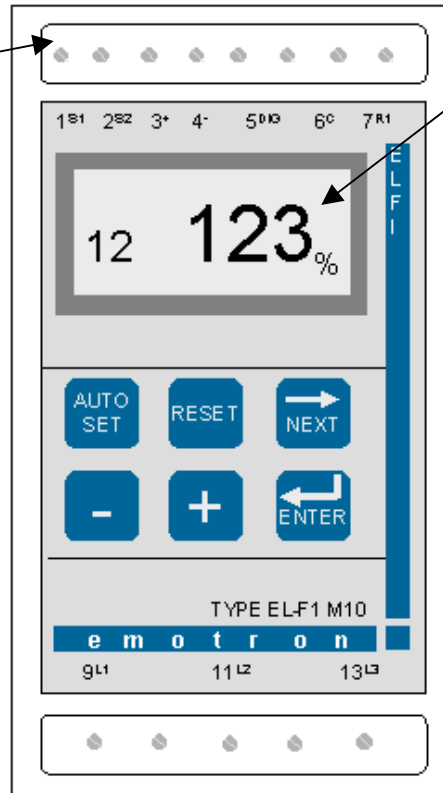 1S1 2S2 3+ 4- 5DIG 6C 7R1
ELFI
12 123%
AUTO SET RESET NEXT
- + ENTER
TYPE EL-F1 M10
emotron
9L1 11L2 13L3